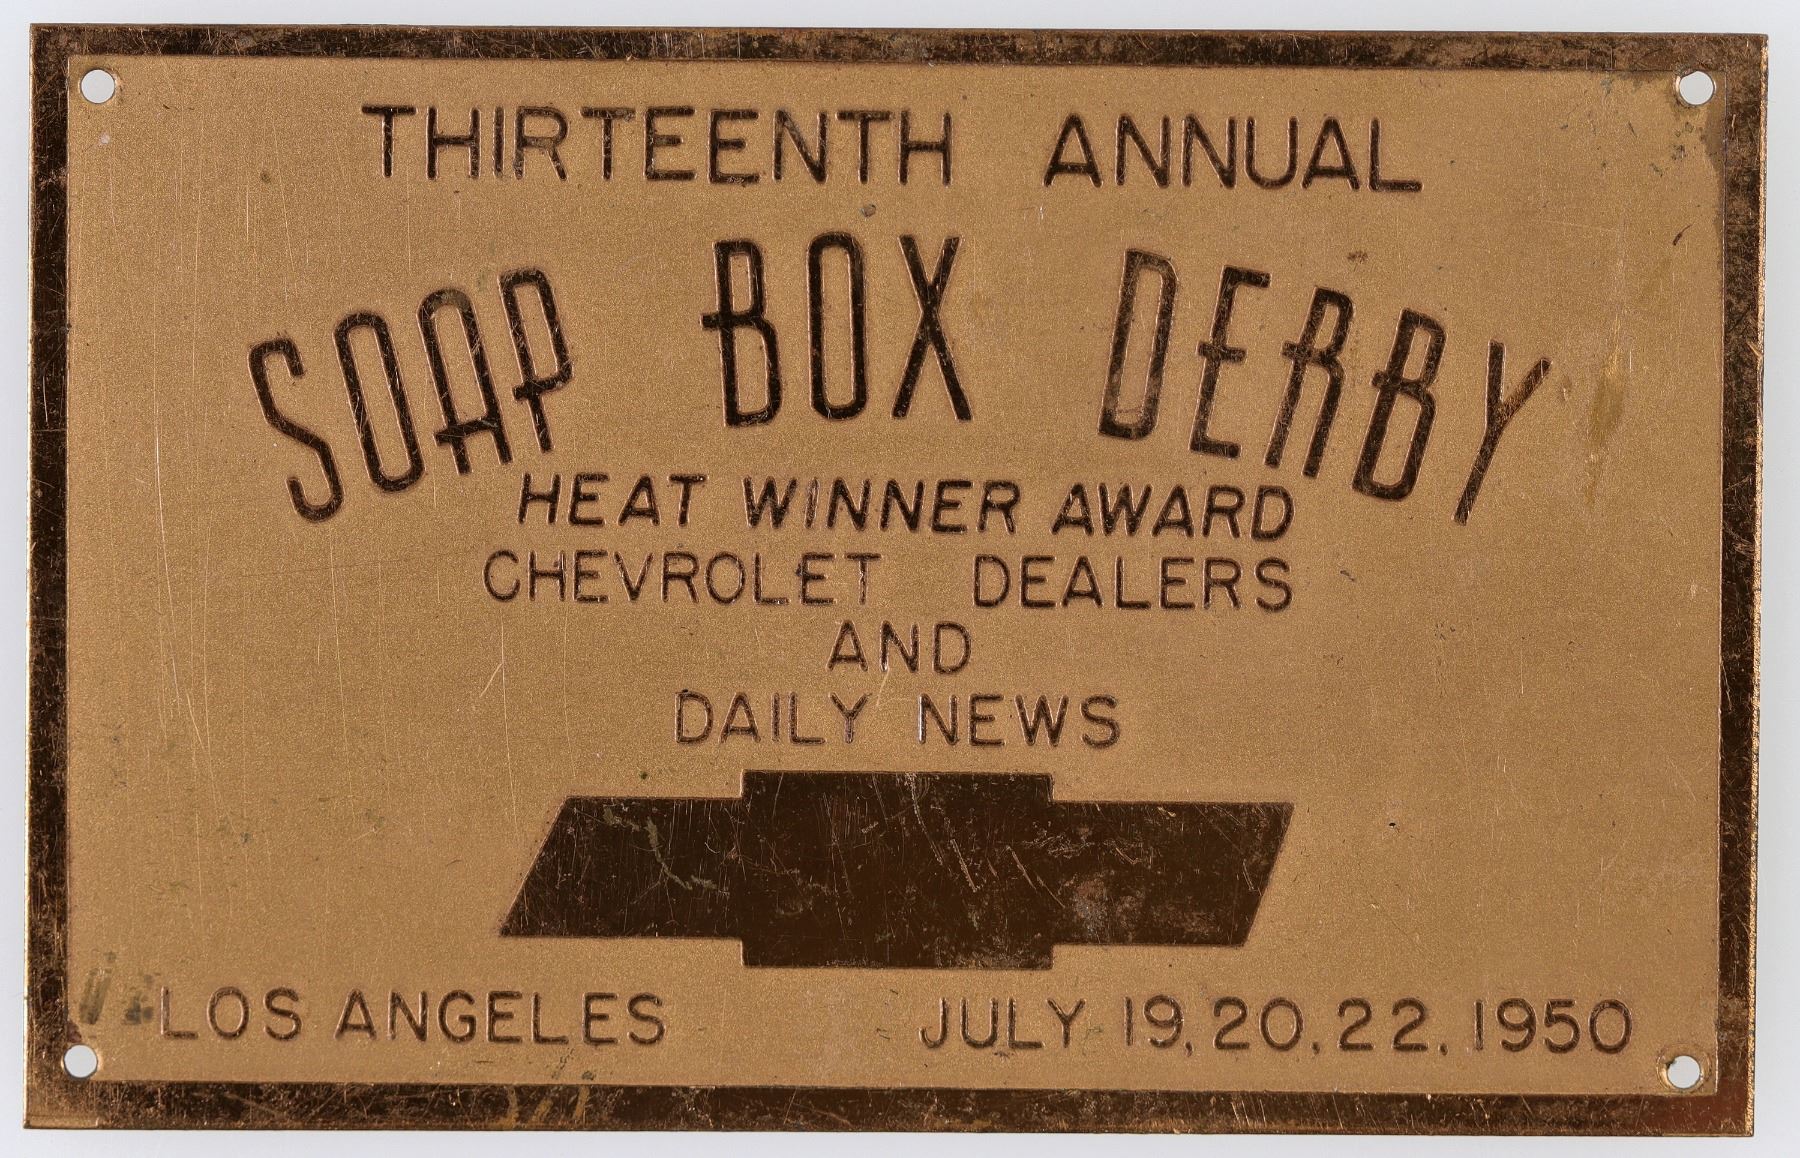 THIRTEENTH ANNUAL
SOAP BOX DERBY
HEAT WINNER AWARD
CHEVROLET DEALERS
AND
DAILY NEWS
LOS ANGELES JULY 19, 20, 22, 1950